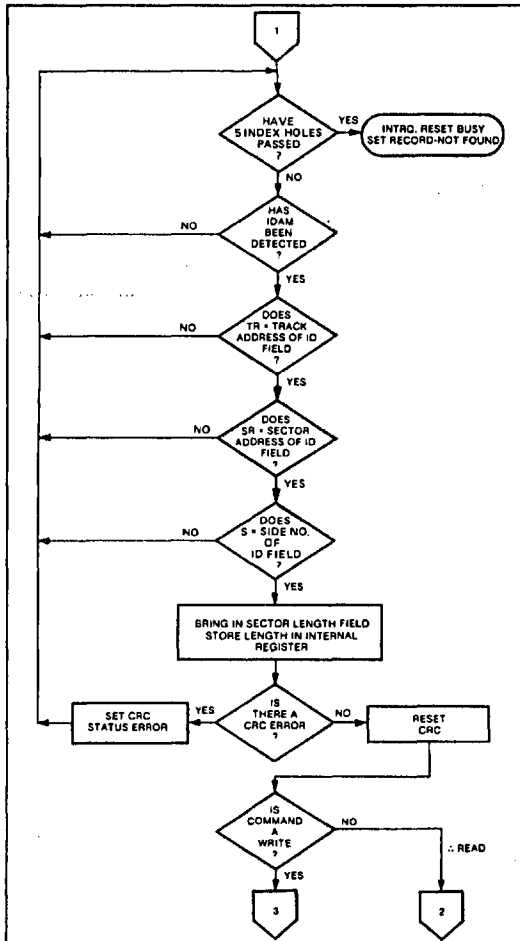 1
HAVE
5 INDEX HOLES
PASSED
?
YES
INTRQ. RESET BUSY
SET RECORD-NOT FOUND
NO
HAS
IDAM
BEEN
DETECTED
?
NO
YES
DOES
TR = TRACK
ADDRESS OF ID
FIELD
?
NO
YES
DOES
SR = SECTOR
ADDRESS OF ID
FIELD
?
NO
YES
DOES
S = SIDE NO.
OF
ID FIELD
?
NO
YES
BRING IN SECTOR LENGTH FIELD
STORE LENGTH IN INTERNAL
REGISTER
IS
THERE A
CRC ERROR
?
YES
SET CRC
STATUS ERROR
NO
RESET
CRC
IS
COMMAND
A
WRITE
?
NO
∴ READ
YES
3
2